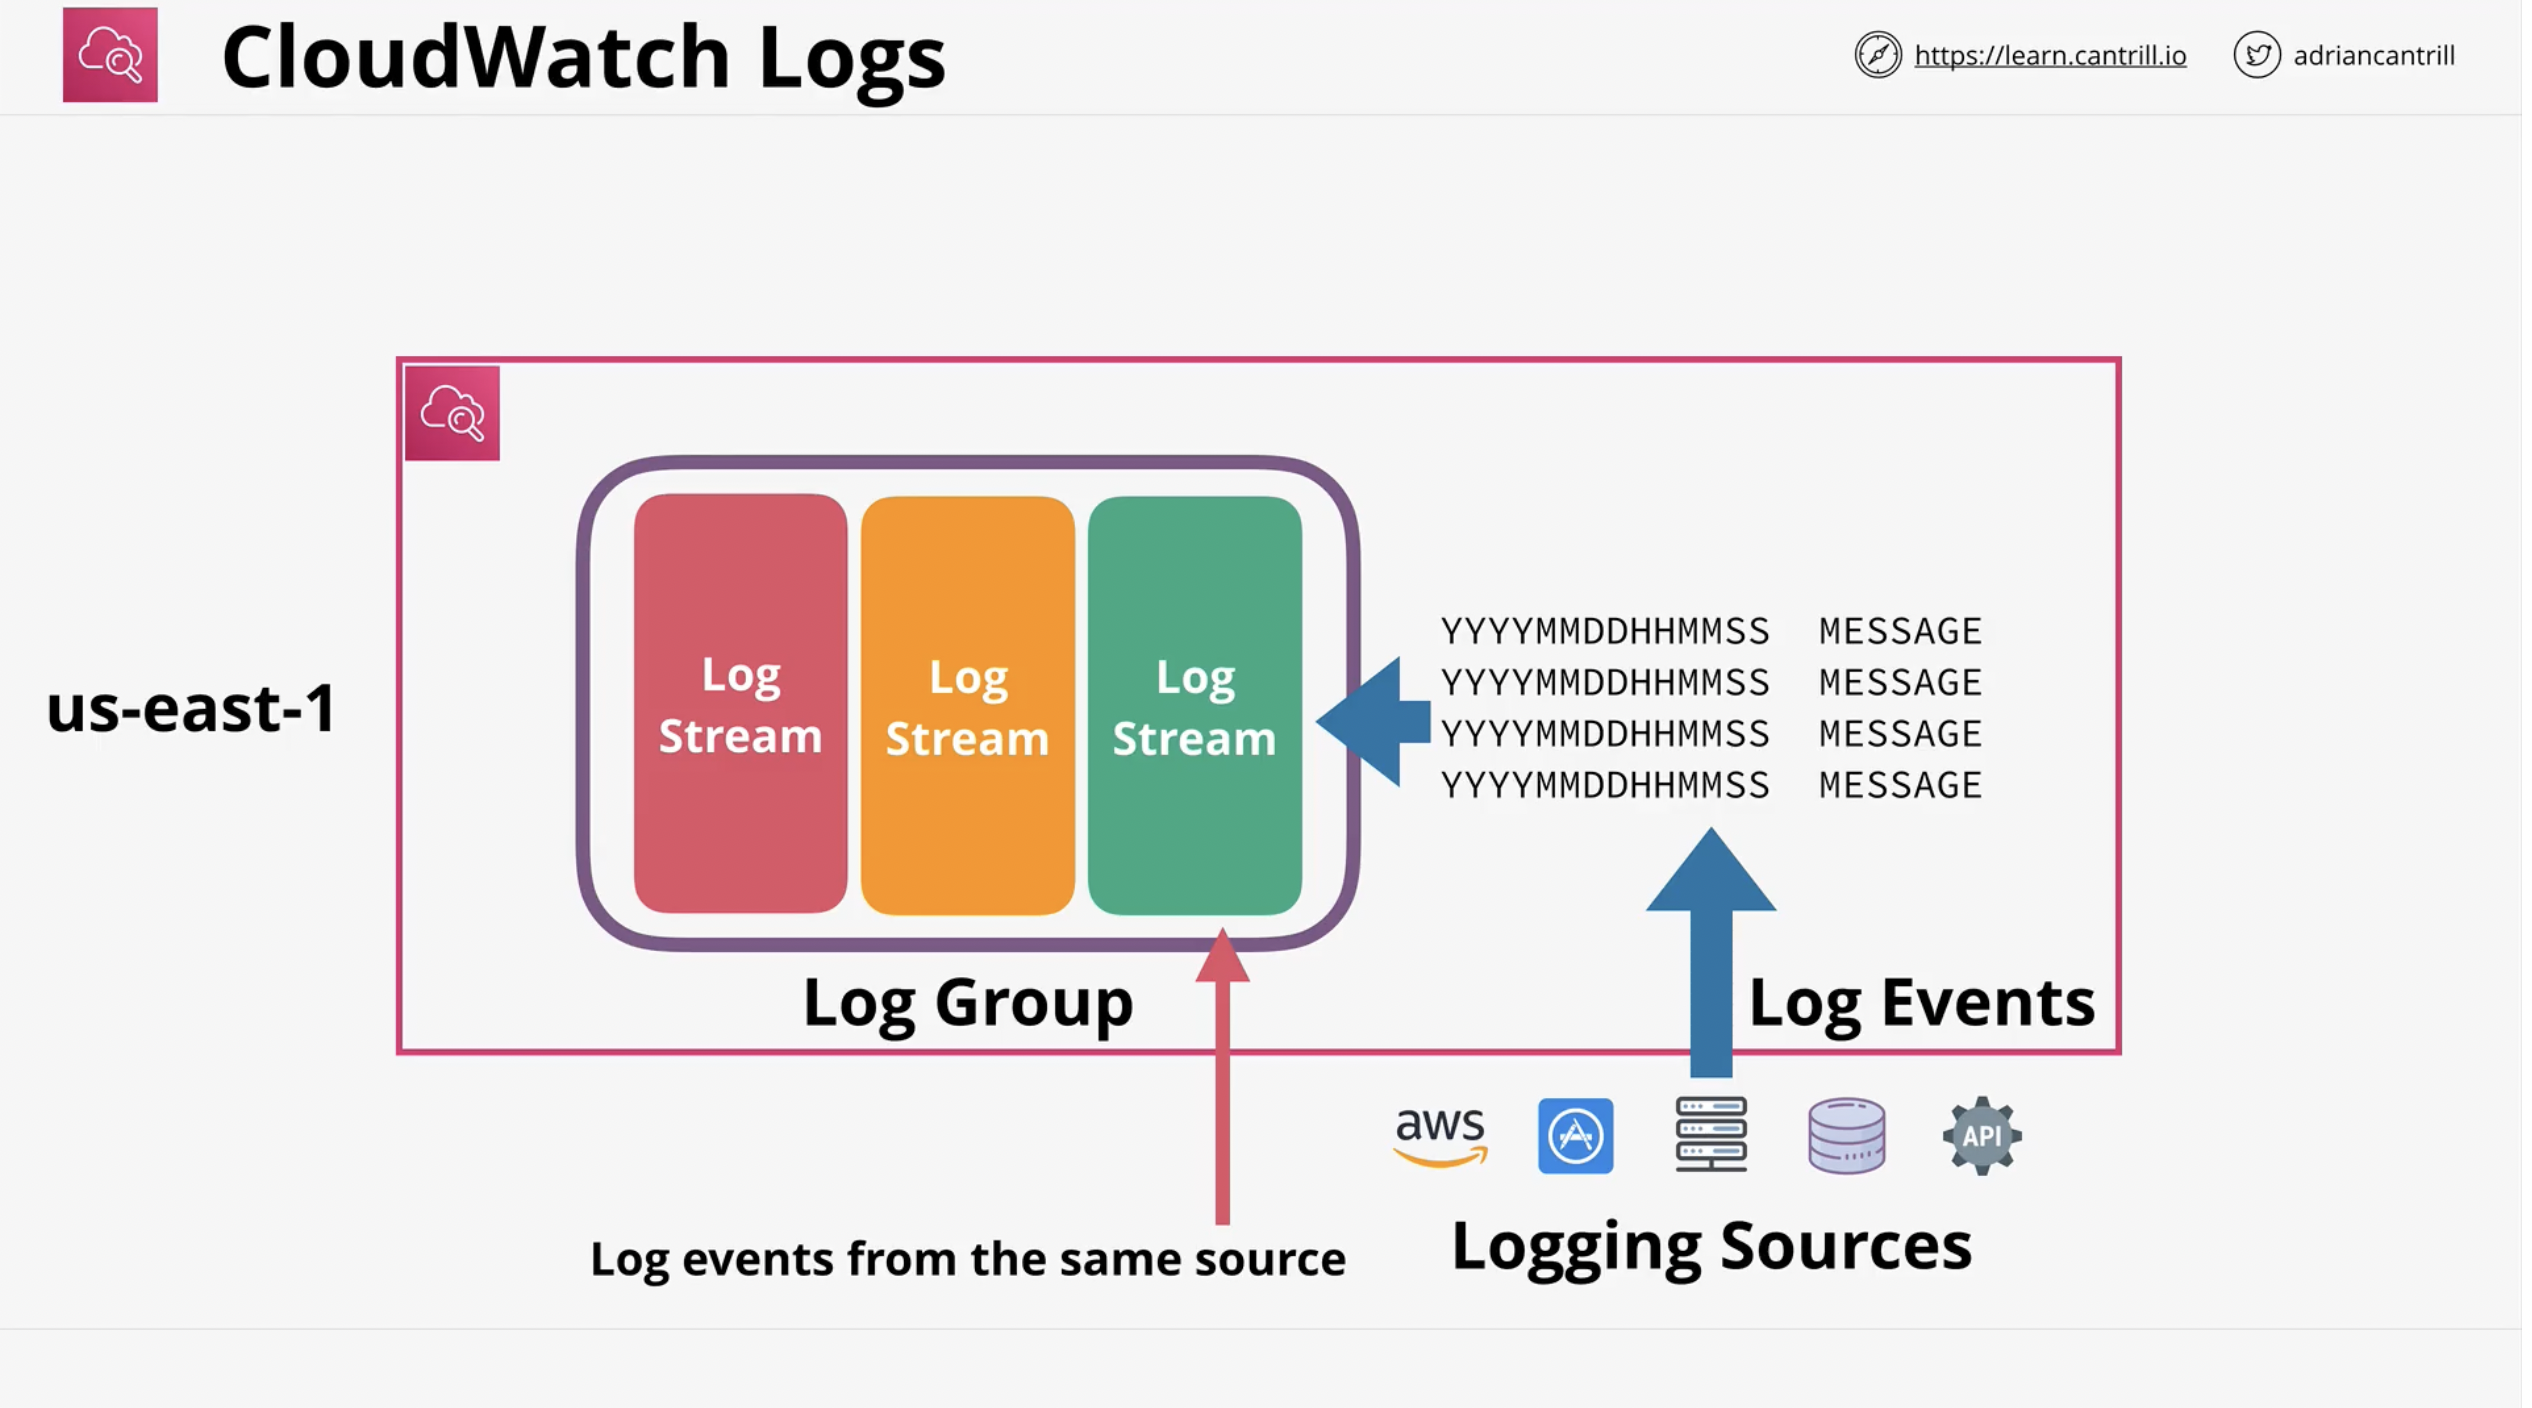 CloudWatch Logs
https://learn.cantrill.io
adriancantrill
us-east-1
Log
Stream
Log
Stream
Log
Stream
YYYYMMDDHHMMSS MESSAGE
YYYYMMDDHHMMSS MESSAGE
YYYYMMDDHHMMSS MESSAGE
YYYYMMDDHHMMSS MESSAGE
Log Group
Log Events
aws
API
Log events from the same source
Logging Sources